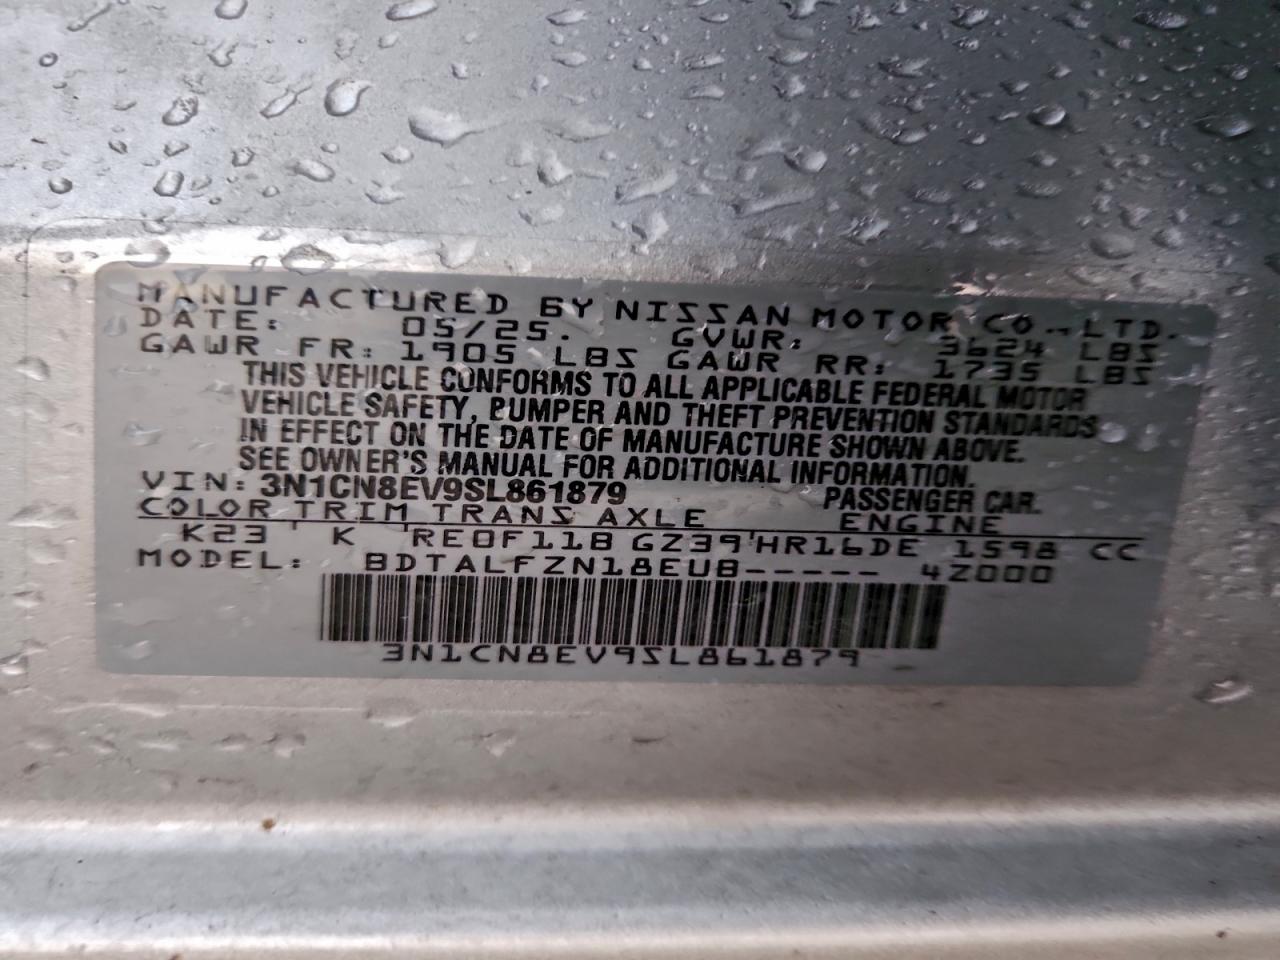 MANUFACTURED BY NISSAN MOTOR CO., LTD.
DATE: 05/25. GVWR: 3624 LBS
GAWR FR: 1905 LBS GAWR RR: 1735 LBS
THIS VEHICLE CONFORMS TO ALL APPLICABLE FEDERAL MOTOR
VEHICLE SAFETY, BUMPER AND THEFT PREVENTION STANDARDS
IN EFFECT ON THE DATE OF MANUFACTURE SHOWN ABOVE.
SEE OWNER'S MANUAL FOR ADDITIONAL INFORMATION.
VIN: 3N1CN8EV9SL861879 PASSENGER CAR.
COLOR TRIM TRANS AXLE ENGINE
K23 ' K 'RE0F11B GZ39'HR16DE 1598 CC
MODEL: BDTALFZN18EUB----- 4Z000
3N1CN8EV9SL861879